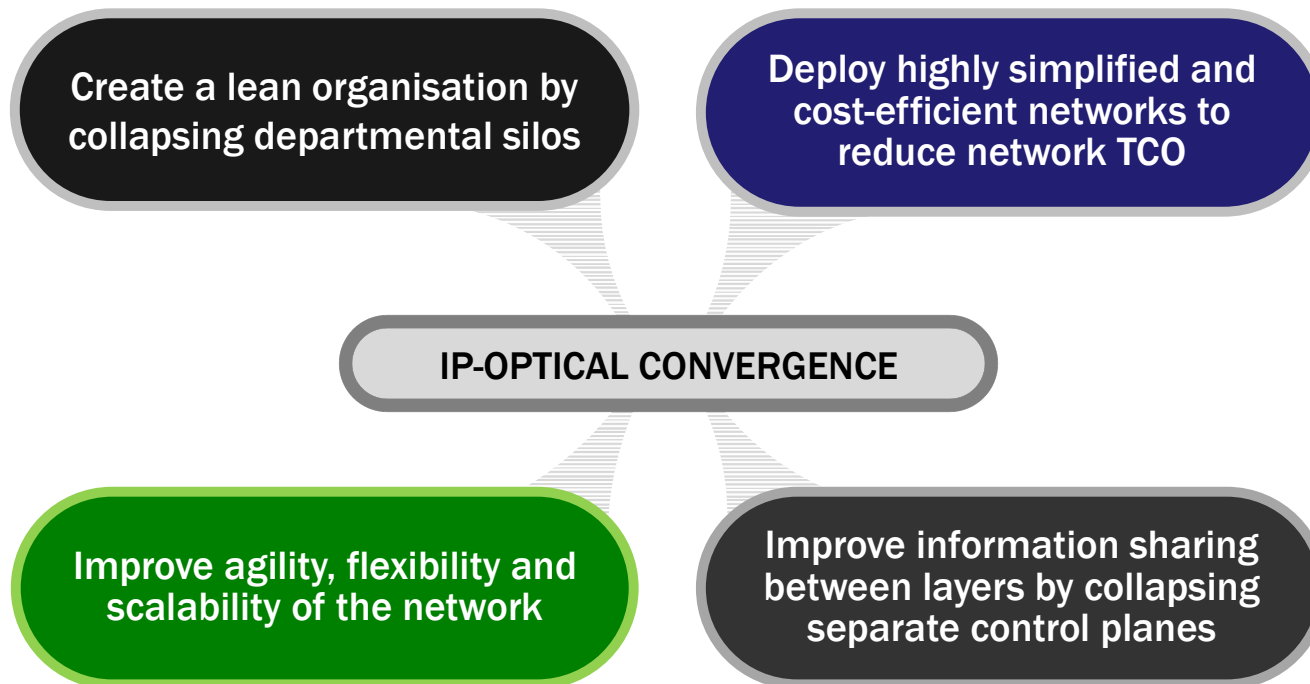 Create a lean organisation by
collapsing departmental silos
Deploy highly simplified and
cost-efficient networks to
reduce network TCO
IP-OPTICAL CONVERGENCE
Improve agility, flexibility and
scalability of the network
Improve information sharing
between layers by collapsing
separate control planes